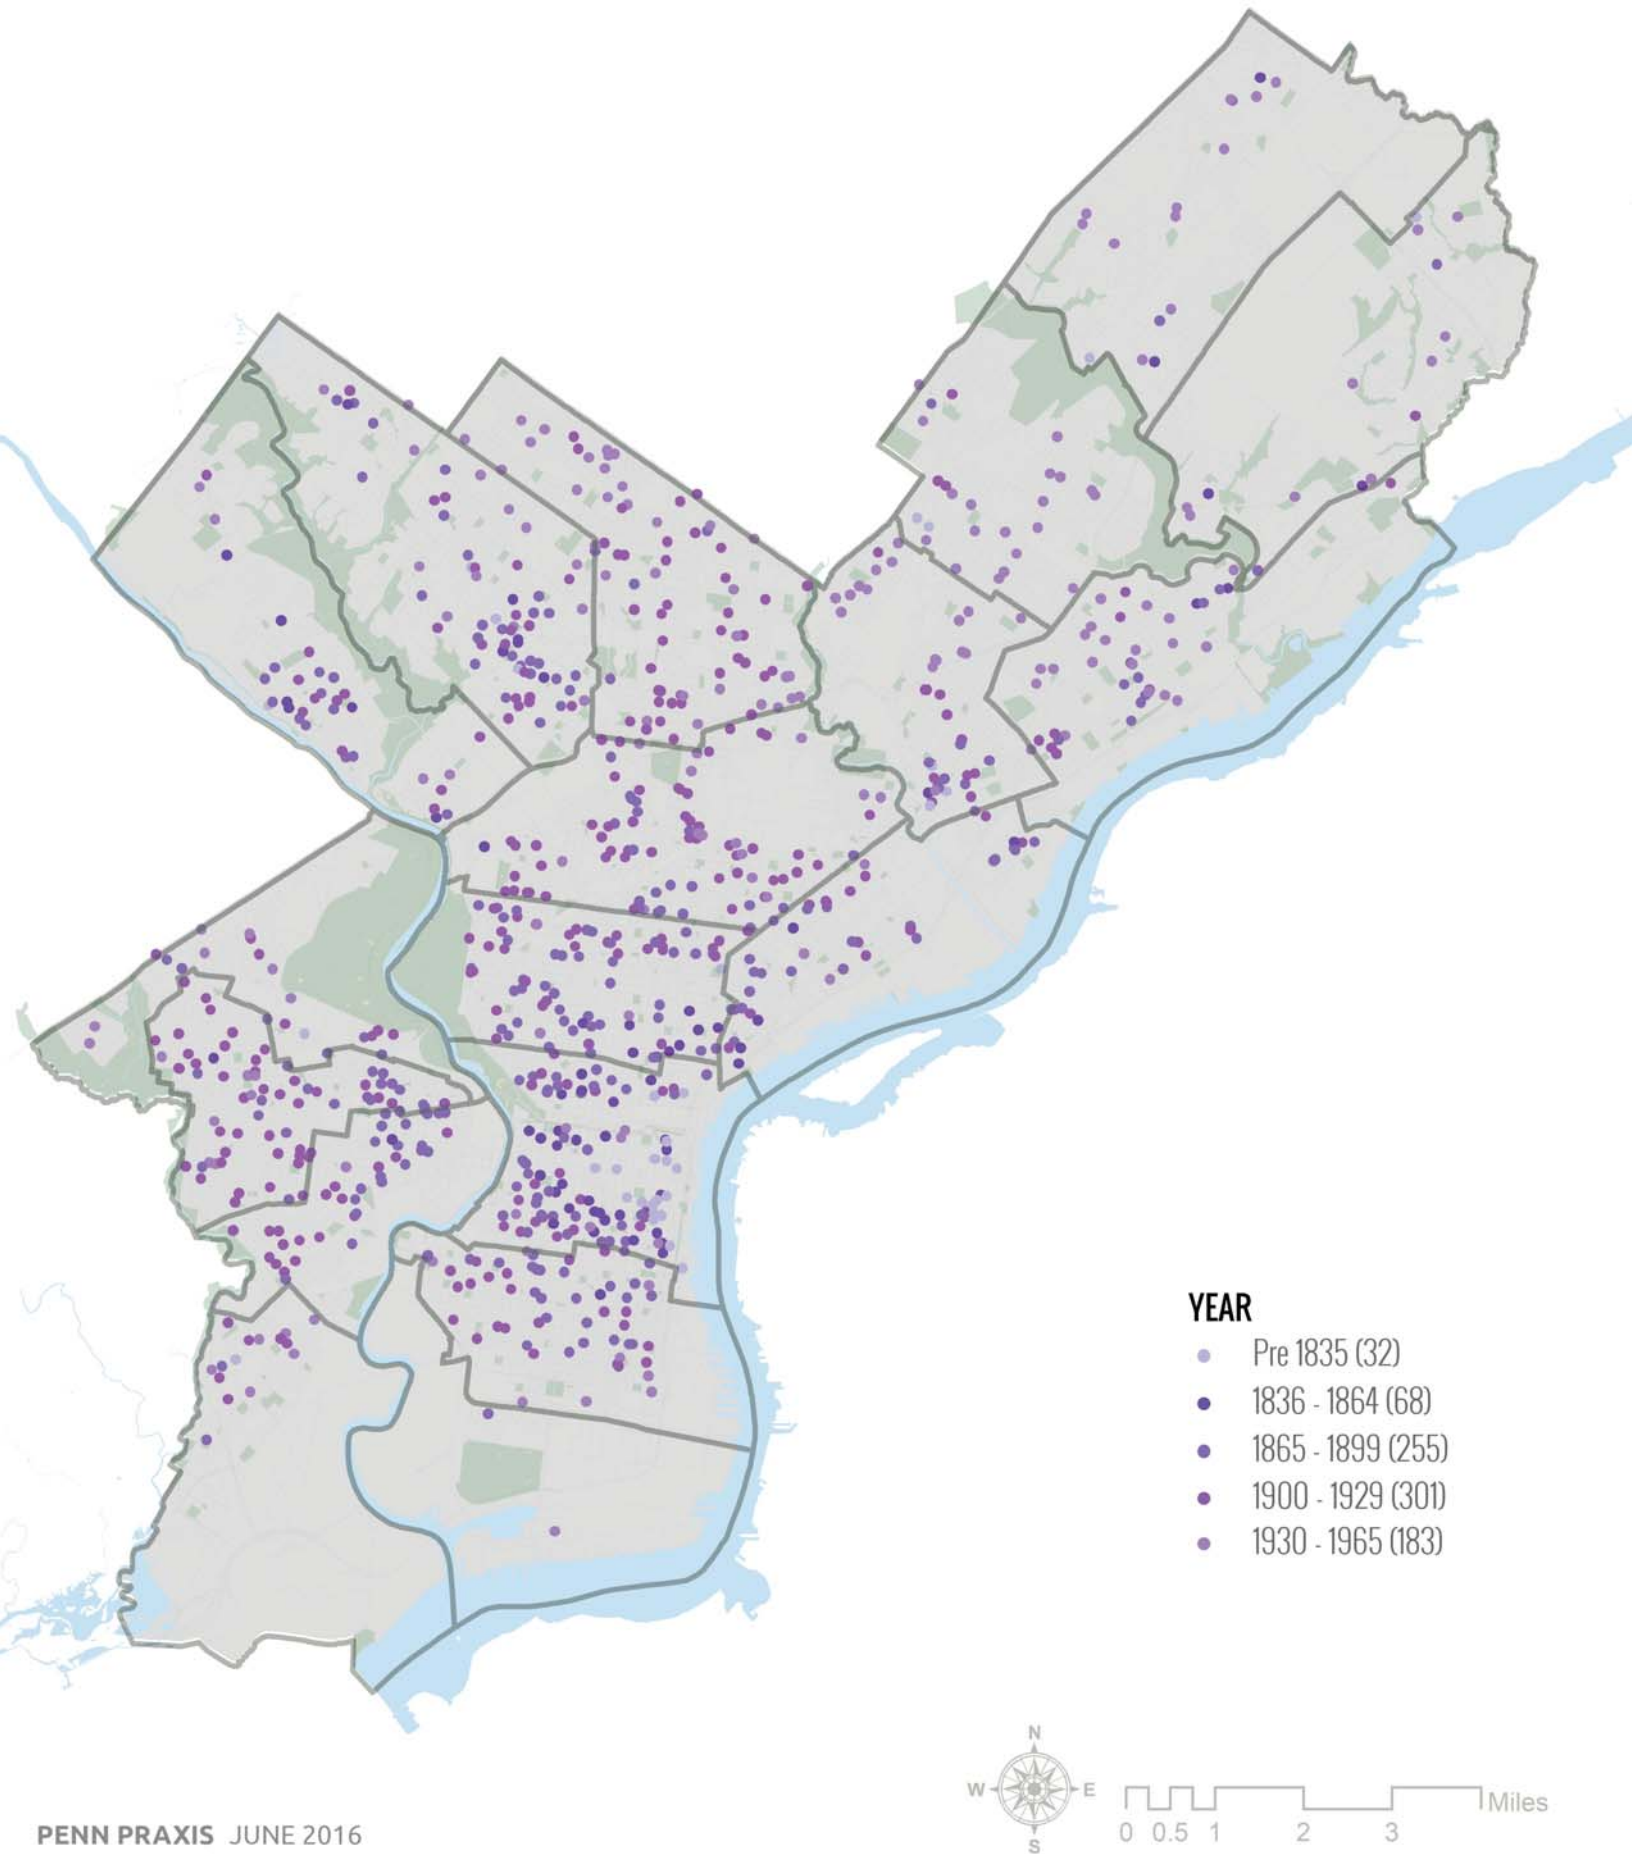 YEAR
Pre 1835 (32)
1836 - 1864 (68)
1865 - 1899 (255)
1900 - 1929 (301)
1930 - 1965 (183)
N
W E
S
Miles
0 0.5 1 2 3
PENN PRAXIS JUNE 2016